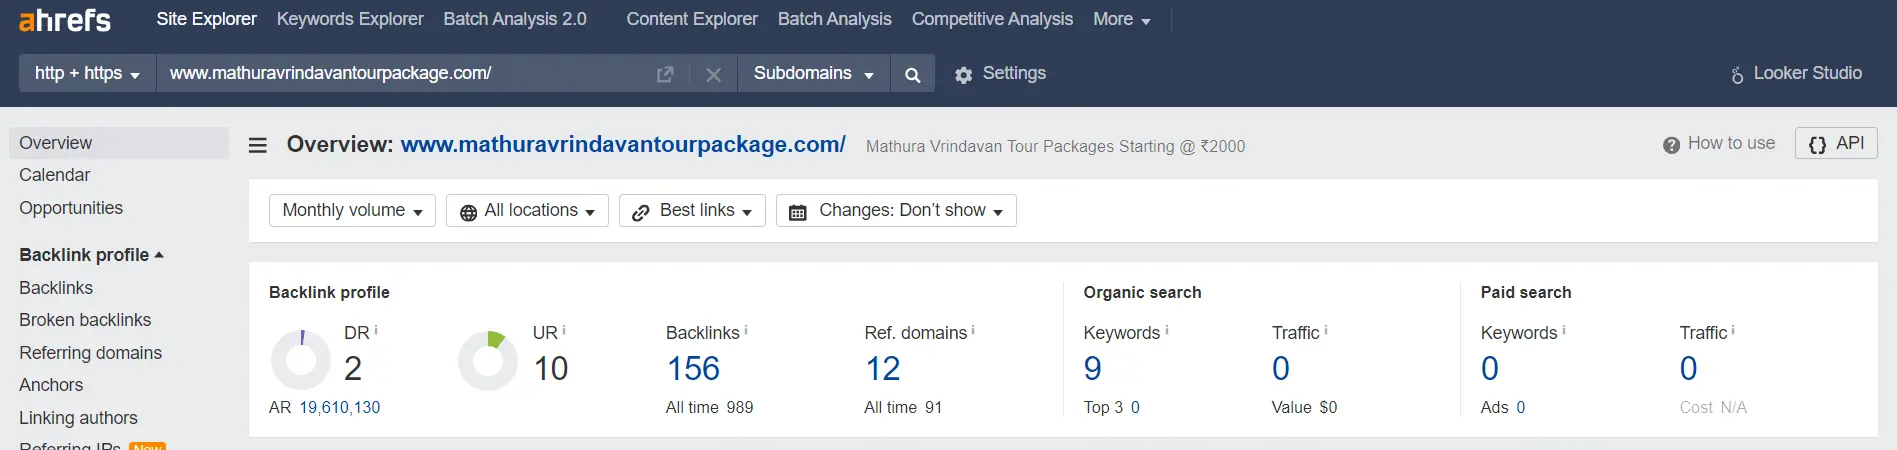 ahrefs Site Explorer Keywords Explorer Batch Analysis 2.0 Content Explorer Batch Analysis Competitive Analysis More
http + https www.mathuravrindavantourpackage.com/ Subdomains Settings Looker Studio
Overview
Calendar
Opportunities
Backlink profile
Backlinks
Broken backlinks
Referring domains
Anchors
Linking authors
Referring IPs New
Overview: www.mathuravrindavantourpackage.com/ Mathura Vrindavan Tour Packages Starting @ ₹2000 How to use API
Monthly volume All locations Best links Changes: Don't show
Backlink profile
DR
2
AR 19,610,130
UR
10
Backlinks
156
All time 989
Ref. domains
12
All time 91
Organic search
Keywords
9
Top 3 0
Traffic
0
Value $0
Paid search
Keywords
0
Ads 0
Traffic
0
Cost N/A